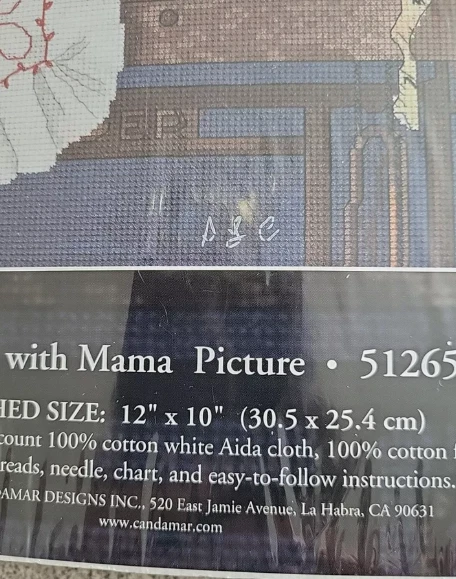 ER
A B C
with Mama Picture • 51265
HED SIZE: 12" x 10" (30.5 x 25.4 cm)
count 100% cotton white Aida cloth, 100% cotton f
reads, needle, chart, and easy-to-follow instructions.
AMAR DESIGNS INC., 520 East Jamie Avenue, La Habra, CA 90631
www.candamar.com